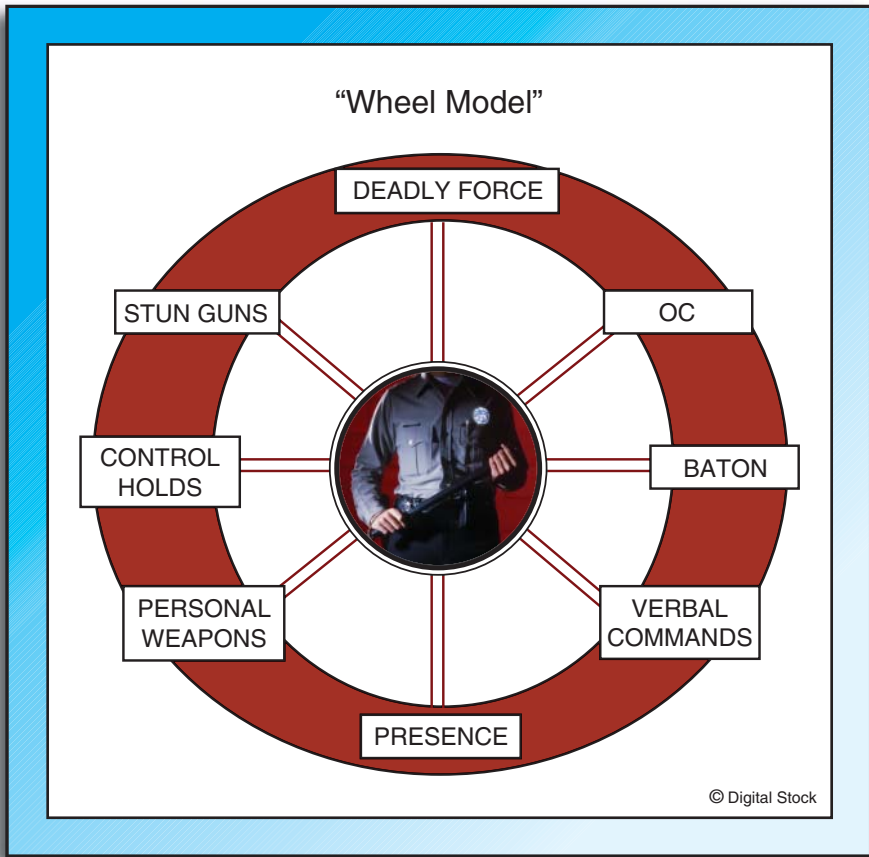 “Wheel Model”
DEADLY FORCE
STUN GUNS
OC
CONTROL
HOLDS
BATON
PERSONAL
WEAPONS
VERBAL
COMMANDS
PRESENCE
© Digital Stock